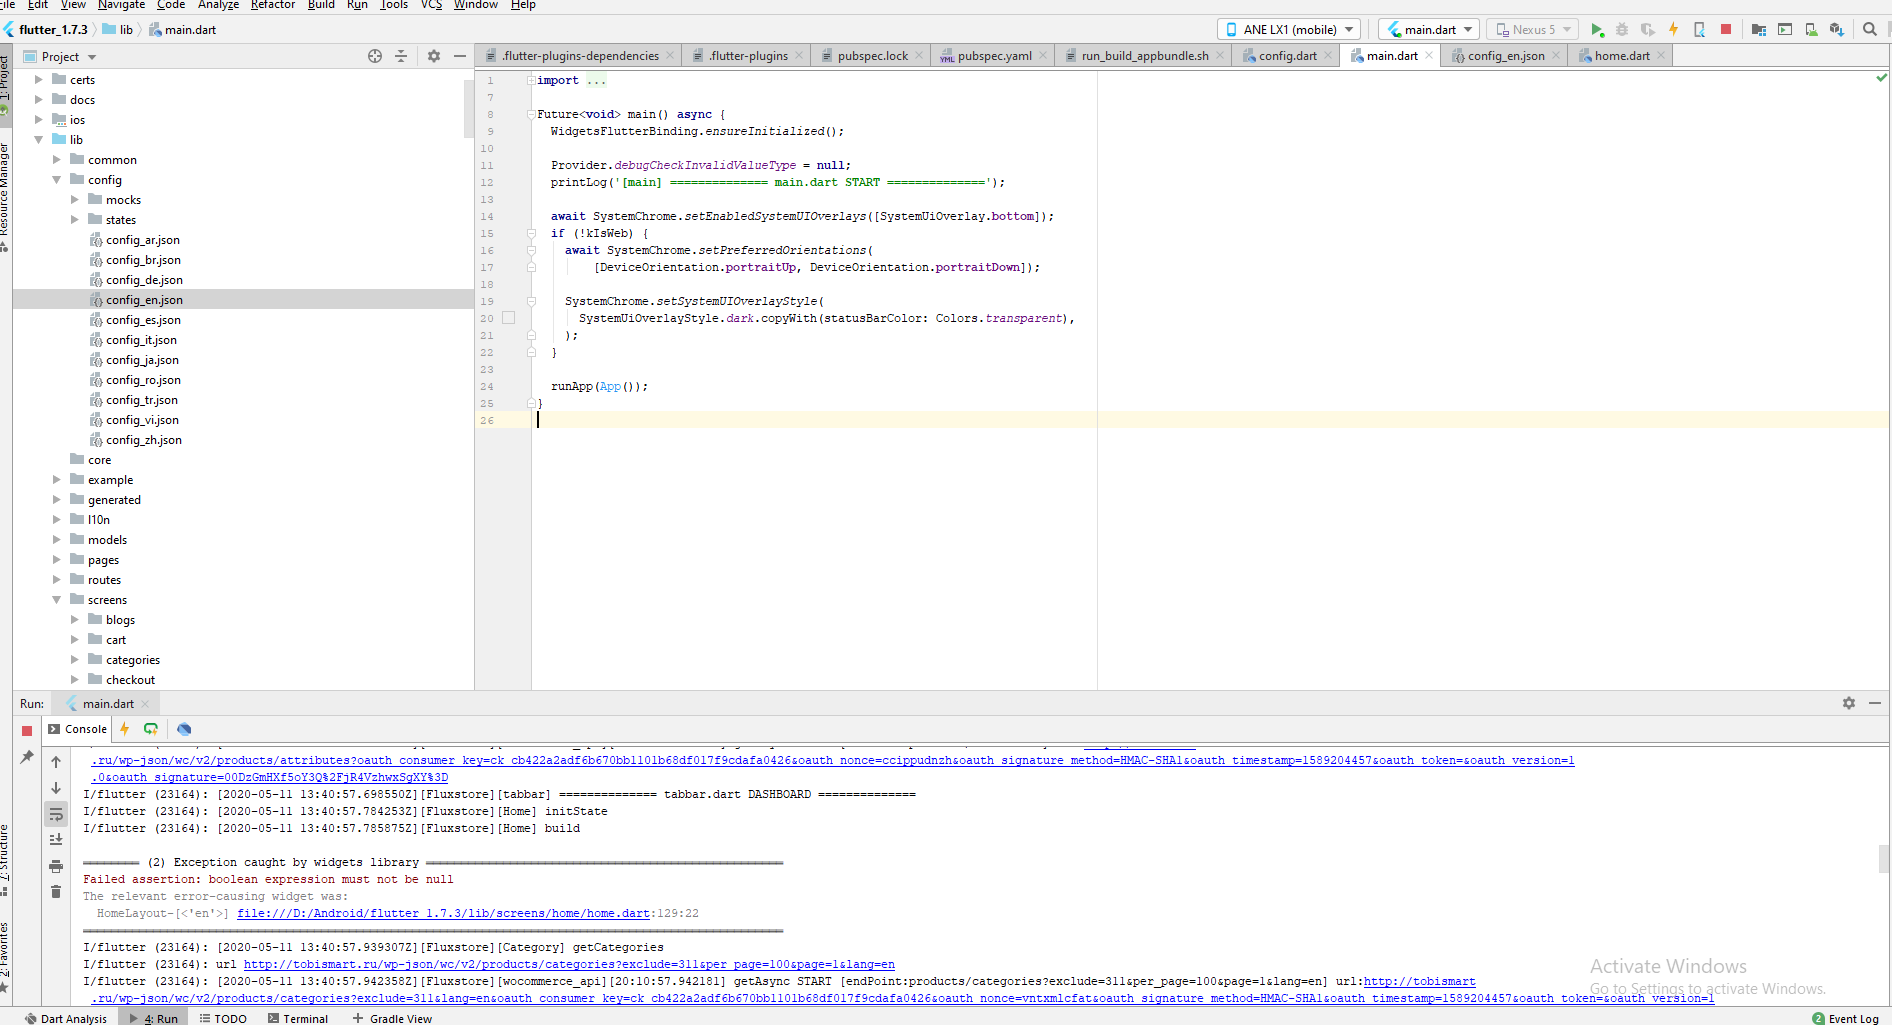 File Edit View Navigate Code Analyze Refactor Build Run Tools VCS Window Help
flutter_1.7.3 lib main.dart
ANE LX1 (mobile) main.dart Nexus 5
Project
.flutter-plugins-dependencies .flutter-plugins pubspec.lock pubspec.yaml run_build_appbundle.sh config.dart main.dart config_en.json home.dart
1: Project
Resource Manager
7: Structure
2: Favorites
certs
docs
ios
lib
common
config
mocks
states
config_ar.json
config_br.json
config_de.json
config_en.json
config_es.json
config_it.json
config_ja.json
config_ro.json
config_tr.json
config_vi.json
config_zh.json
core
example
generated
l10n
models
pages
routes
screens
blogs
cart
categories
checkout
1 import ...
7
8 Future<void> main() async {
9 WidgetsFlutterBinding.ensureInitialized();
10
11 Provider.debugCheckInvalidValueType = null;
12 printLog('[main] ============== main.dart START ==============');
13
14 await SystemChrome.setEnabledSystemUIOverlays([SystemUiOverlay.bottom]);
15 if (!kIsWeb) {
16 await SystemChrome.setPreferredOrientations(
17 [DeviceOrientation.portraitUp, DeviceOrientation.portraitDown]);
18
19 SystemChrome.setSystemUIOverlayStyle(
20 SystemUiOverlayStyle.dark.copyWith(statusBarColor: Colors.transparent),
21 );
22 }
23
24 runApp(App());
25 }
26
Run: main.dart
Console
.ru/wp-json/wc/v2/products/attributes?oauth_consumer_key=ck_cb422a2adf6b670bb1101b68df017f9cdafa0426&oauth_nonce=ccippudnzh&oauth_signature_method=HMAC-SHA1&oauth_timestamp=1589204457&oauth_token=&oauth_version=1
.0&oauth_signature=00DzGmHXf5oY3Q%2FjR4VzhwxSgXY%3D
I/flutter (23164): [2020-05-11 13:40:57.698550Z][Fluxstore][tabbar] ============== tabbar.dart DASHBOARD ==============
I/flutter (23164): [2020-05-11 13:40:57.784253Z][Fluxstore][Home] initState
I/flutter (23164): [2020-05-11 13:40:57.785875Z][Fluxstore][Home] build
════════ (2) Exception caught by widgets library ═══════════════════════════════════════════════════
Failed assertion: boolean expression must not be null
The relevant error-causing widget was:
HomeLayout-[<'en'>] file:///D:/Android/flutter_1.7.3/lib/screens/home/home.dart:129:22
════════════════════════════════════════════════════════════════════════════════════════════════════
I/flutter (23164): [2020-05-11 13:40:57.939307Z][Fluxstore][Category] getCategories
I/flutter (23164): url http://tobismart.ru/wp-json/wc/v2/products/categories?exclude=311&per_page=100&page=1&lang=en
I/flutter (23164): [2020-05-11 13:40:57.942358Z][Fluxstore][wocommerce_api][20:10:57.942181] getAsync START [endPoint:products/categories?exclude=311&per_page=100&page=1&lang=en] url:http://tobismart
.ru/wp-json/wc/v2/products/categories?exclude=311&lang=en&oauth_consumer_key=ck_cb422a2adf6b670bb1101b68df017f9cdafa0426&oauth_nonce=vntxmlcfat&oauth_signature_method=HMAC-SHA1&oauth_timestamp=1589204457&oauth_token=&oauth_version=1
Activate Windows
Go to Settings to activate Windows.
Dart Analysis 4: Run TODO Terminal Gradle View 2 Event Log